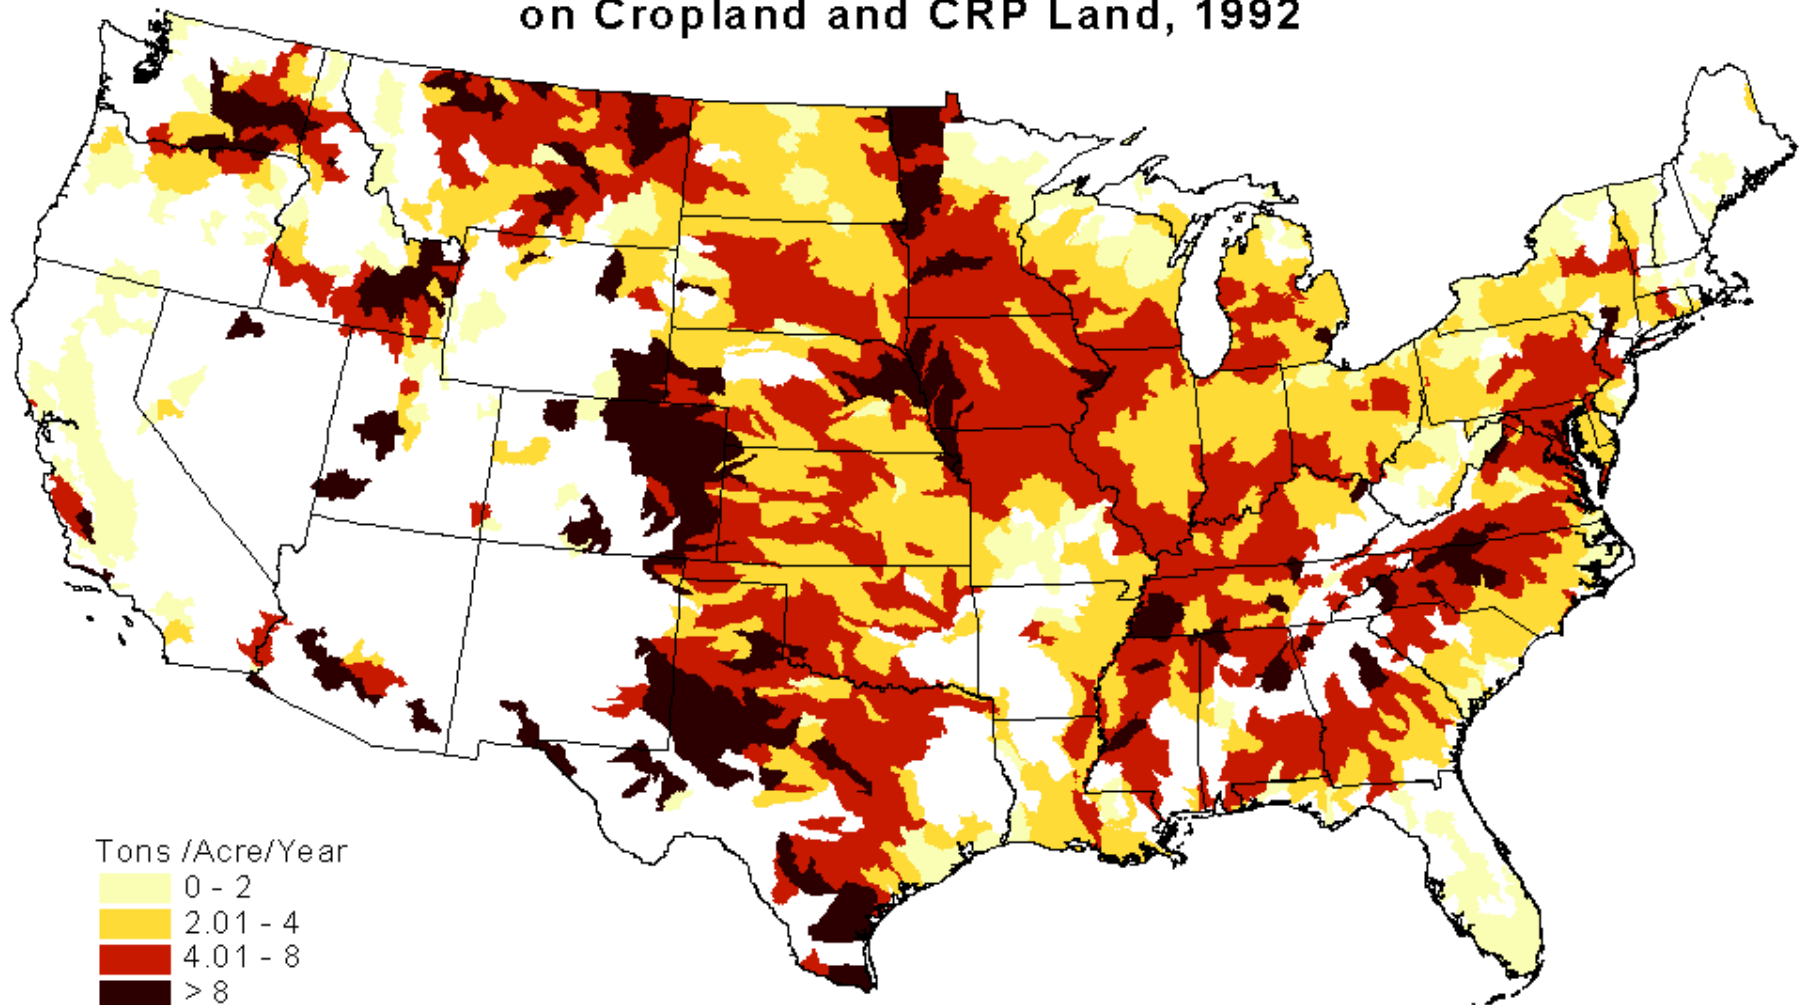 on Cropland and CRP Land, 1992
Tons /Acre/Year
0 - 2
2.01 - 4
4.01 - 8
> 8